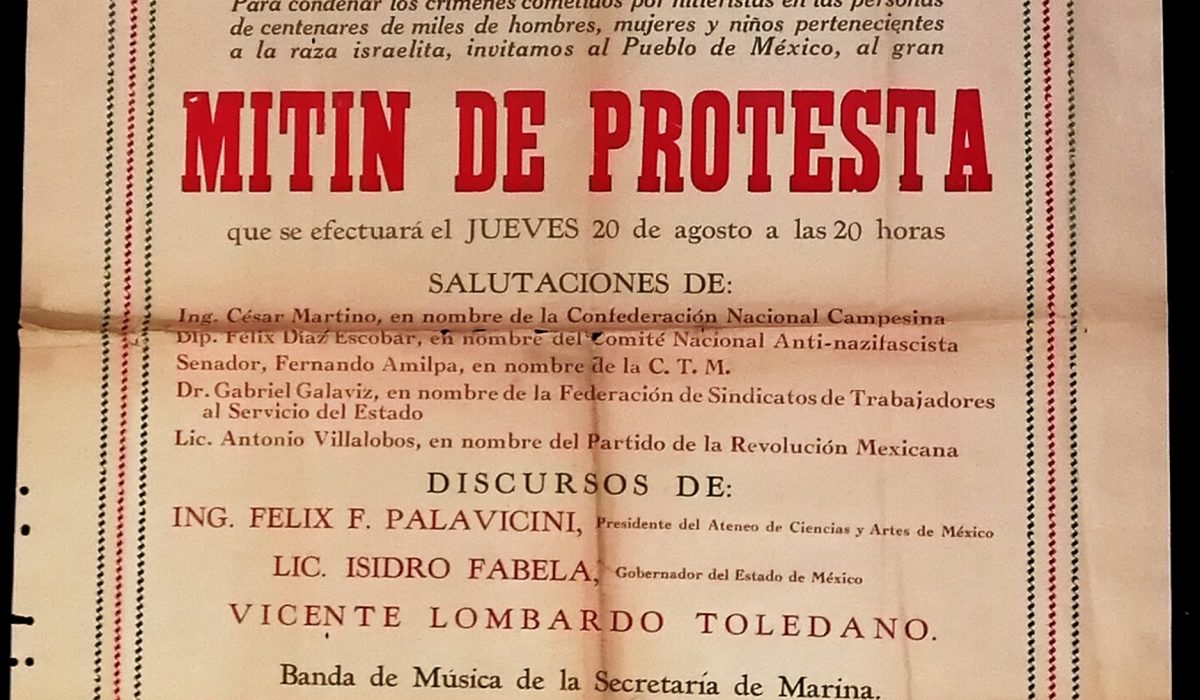 Para condenar los crímenes cometidos por hitleristas en las personas
de centenares de miles de hombres, mujeres y niños pertenecientes
a la raza israelita, invitamos al Pueblo de México, al gran
MITIN DE PROTESTA
que se efectuará el JUEVES 20 de agosto a las 20 horas
SALUTACIONES DE:
Ing. César Martino, en nombre de la Confederación Nacional Campesina
Dip. Felix Díaz Escobar, en nombre del Comité Nacional Anti-nazifascista
Senador, Fernando Amilpa, en nombre de la C. T. M.
Dr. Gabriel Galaviz, en nombre de la Federación de Sindicatos de Trabajadores
al Servicio del Estado
Lic. Antonio Villalobos, en nombre del Partido de la Revolución Mexicana
DISCURSOS DE:
ING. FELIX F. PALAVICINI, Presidente del Ateneo de Ciencias y Artes de México
LIC. ISIDRO FABELA, Gobernador del Estado de México
VICENTE LOMBARDO TOLEDANO.
Banda de Música de la Secretaría de Marina.